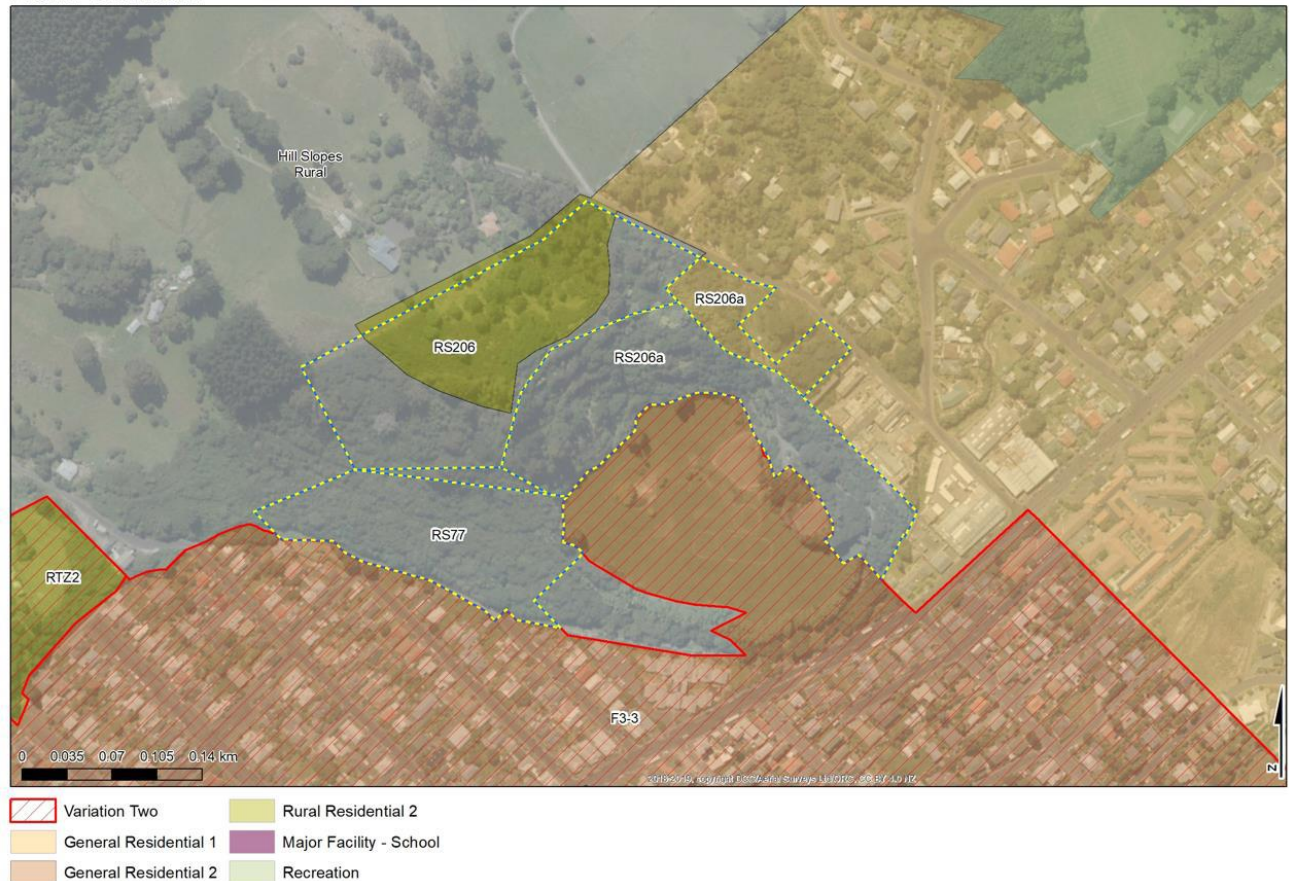 Hill Slopes
Rural
RS206a
RS206
RS206a
RS77
RTZ2
F3-3
0 0.035 0.07 0.105 0.14 km
N
Variation Two
General Residential 1
General Residential 2
Rural Residential 2
Major Facility - School
Recreation